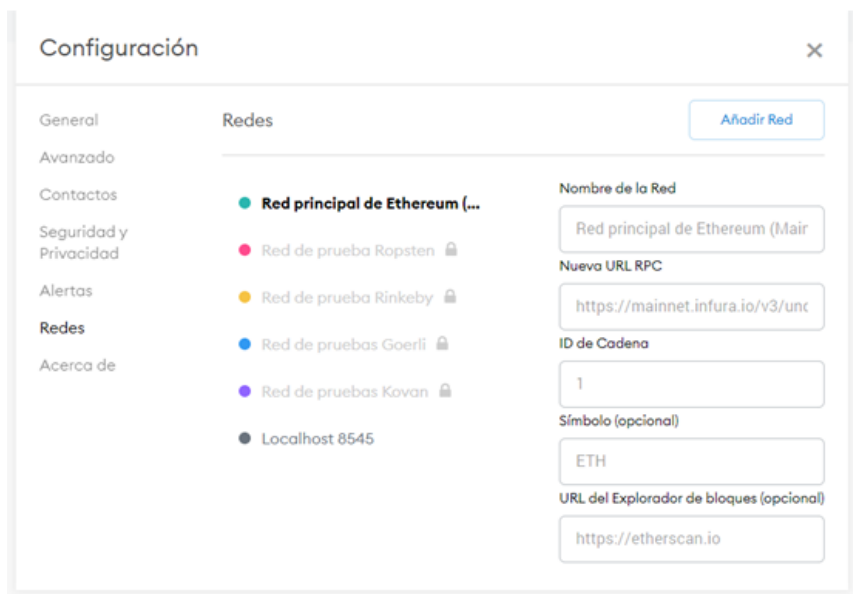 Configuración
General
Avanzado
Contactos
Seguridad y
Privacidad
Alertas
Redes
Acerca de
Redes
Añadir Red
Red principal de Ethereum (...
Red de prueba Ropsten
Red de prueba Rinkeby
Red de pruebas Goerli
Red de pruebas Kovan
Localhost 8545
Nombre de la Red
Red principal de Ethereum (Mair
Nueva URL RPC
https://mainnet.infura.io/v3/unc
ID de Cadena
1
Símbolo (opcional)
ETH
URL del Explorador de bloques (opcional)
https://etherscan.io